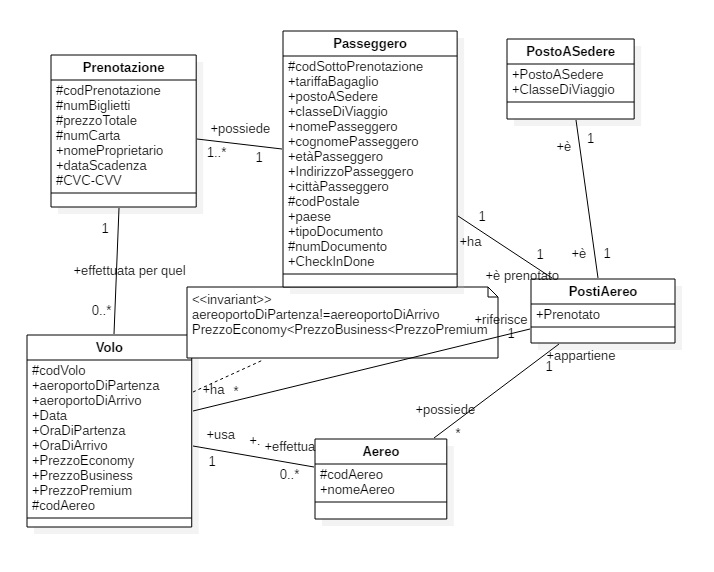 Prenotazione
#codPrenotazione
#numBiglietti
#prezzoTotale
#numCarta
+nomeProprietario
+dataScadenza
#CVC-CVV
Passeggero
#codSottoPrenotazione
+tariffaBagaglio
+postoASedere
+classeDiViaggio
+nomePasseggero
+cognomePasseggero
+etàPasseggero
+IndirizzoPasseggero
+cittàPasseggero
#codPostale
+paese
+tipoDocumento
#numDocumento
+CheckInDone
PostoASedere
+PostoASedere
+ClasseDiViaggio
+possiede
1..*
1
1
+è
+è
1
1
+ha
1
+è prenotato
1
+effettuata per quel
0..*
<<invariant>>
aereoportoDiPartenza!=aereoportoDiArrivo
PrezzoEconomy<PrezzoBusiness<PrezzoPremium
PostiAereo
+Prenotato
+riferisce
1
Volo
#codVolo
+aeroportoDiPartenza
+aeroportoDiArrivo
+Data
+OraDiPartenza
+OraDiArrivo
+PrezzoEconomy
+PrezzoBusiness
+PrezzoPremium
#codAereo
+ha
*
+appartiene
1
+possiede
*
+usa
1
+.
+effettua
0..*
Aereo
#codAereo
+nomeAereo